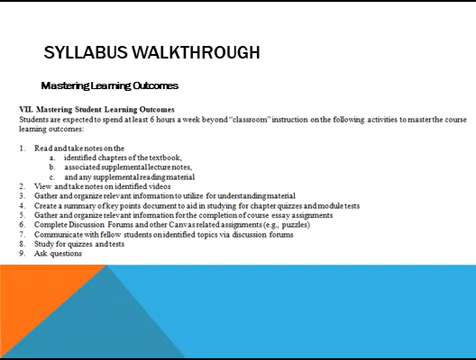 SYLLABUS WALKTHROUGH
Mastering Learning Outcomes
VII. Mastering Student Learning Outcomes
Students are expected to spend at least 6 hours a week beyond “classroom” instruction on the following activities to master the course
learning outcomes:
1. Read and take notes on the
a. identified chapters of the textbook,
b. associated supplemental lecture notes,
c. and any supplemental reading material
2. View and take notes on identified videos
3. Gather and organize relevant information to utilize for understanding material
4. Create a summary of key points document to aid in studying for chapter quizzes and module tests
5. Gather and organize relevant information for the completion of course essay assignments
6. Complete Discussion Forums and other Canvas related assignments (e.g., puzzles)
7. Communicate with fellow students on identified topics via discussion forums
8. Study for quizzes and tests
9. Ask questions